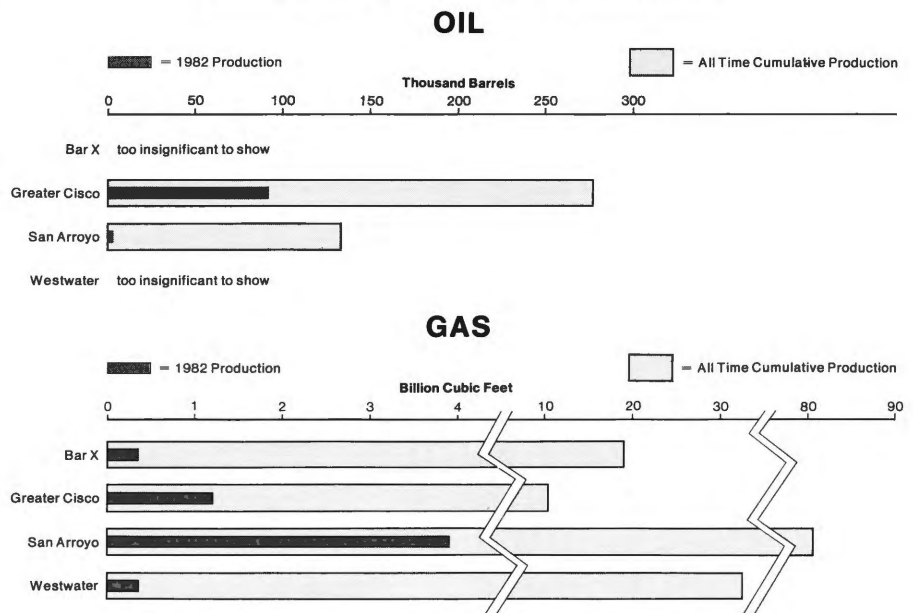 OIL
= 1982 Production
= All Time Cumulative Production
Thousand Barrels
0 50 100 150 200 250 300
Bar X too insignificant to show
Greater Cisco
San Arroyo
Westwater too insignificant to show
GAS
= 1982 Production
= All Time Cumulative Production
Billion Cubic Feet
0 1 2 3 4 10 20 30 80 90
Bar X
Greater Cisco
San Arroyo
Westwater